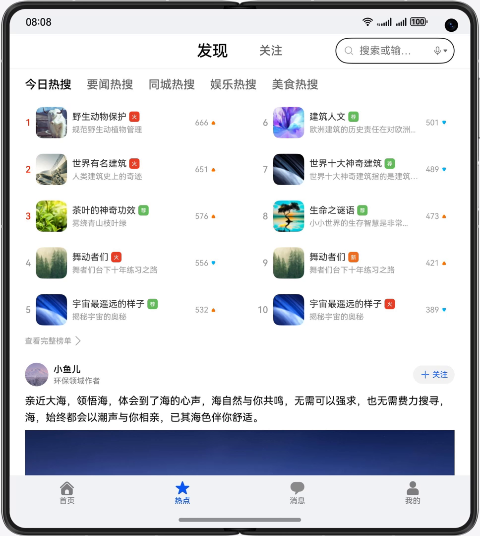 08:08
100
发现 关注 搜索或输...
今日热搜 要闻热搜 同城热搜 娱乐热搜 美食热搜
1 野生动物保护 火 666
规范野生动植物管理
2 世界有名建筑 火 651
人类建筑史上的奇迹
3 茶叶的神奇功效 荐 576
茗绕青山枝叶绿
4 舞动者们 火 556
舞者们台下十年练习之路
5 宇宙最遥远的样子 荐 532
揭秘宇宙的奥秘
6 建筑人文 荐 501
欧洲建筑的历史责任在对欧洲...
7 世界十大神奇建筑 荐 489
世界十大神奇建筑指的是建筑...
8 生命之谜语 荐 473
小小世界的生存智慧是非常...
9 舞动者们 421
舞者们台下十年练习之路
10 宇宙最遥远的样子 火 389
揭秘宇宙的奥秘
查看完整榜单
小鱼儿
环保领域作者
关注
亲近大海，领悟海，体会到了海的心声，海自然与你共鸣，无需可以强求，也无需费力搜寻，
海，始终都会以潮声与你相亲，已其海色伴你舒适。
首页 热点 消息 我的